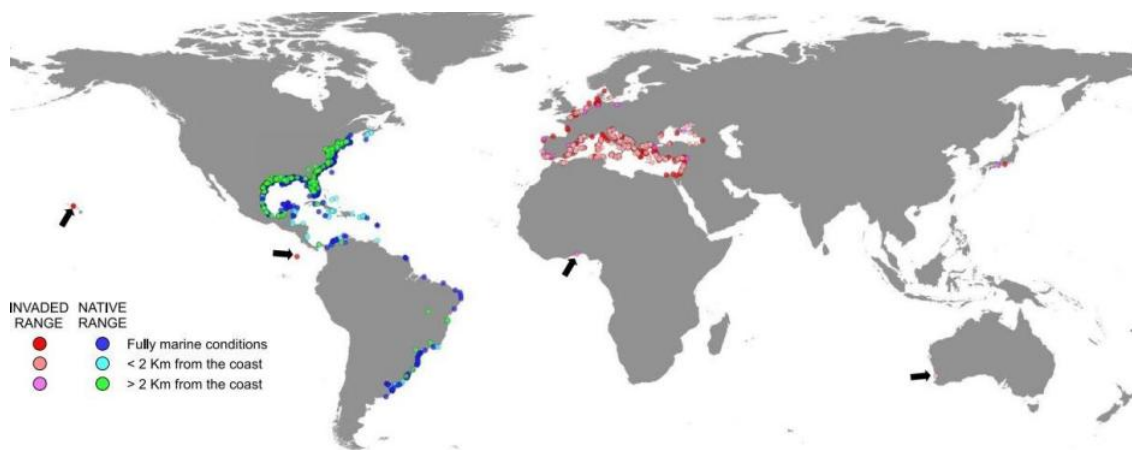 INVADED NATIVE
RANGE RANGE
Fully marine conditions
< 2 Km from the coast
> 2 Km from the coast